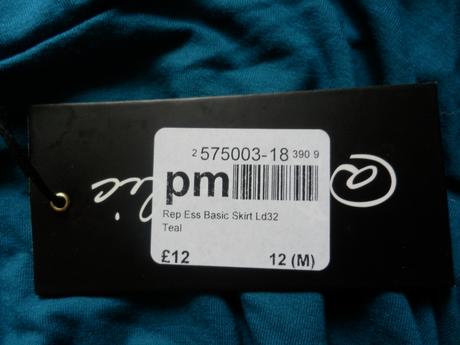 2 575003-18 390 9
pm
Rep Ess Basic Skirt Ld32
Teal
£12 12 (M)